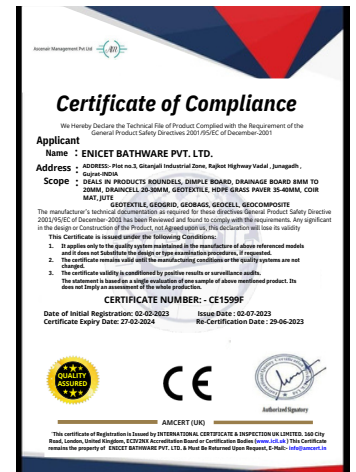 Ascenair Management Pvt Ltd
Certificate of Compliance
We Hereby Declare the Technical File of Product Complied with the Requirement of the
General Product Safety Directives 2001/95/EC of December-2001
Applicant
Name : ENICET BATHWARE PVT. LTD.
Address : ADDRESS:- Plot no.3, Gitanjali Industrial Zone, Rajkot Highway Vadal , Junagadh ,
Gujrat-INDIA
Scope : DEALS IN PRODUCTS ROUNDELS, DIMPLE BOARD, DRAINAGE BOARD 8MM TO
20MM, DRAINCELL 20-30MM, GEOTEXTILE, HDPE GRASS PAVER 35-40MM, COIR
MAT, JUTE
GEOTEXTILE, GEOGRID, GEOBAGS, GEOCELL, GEOCOMPOSITE
The manufacturer's technical documentation as required for these directives General Product Safety Directive
2001/95/EC of December -2001 has been Reviewed and found to comply with the requirements. Any significant
in the design or Construction of the Product, not Agreed upon us, this declaration will lose its validity
This Certificate is issued under the following Conditions:
1. It applies only to the quality system maintained in the manufacture of above referenced models
and it does not Substitute the design or type examination procedures, if requested.
2. The certificate remains valid until the manufacturing conditions or the quality systems are not
changed.
3. The certificate validity is conditioned by positive results or surveillance audits.
The statement is based on a single evaluation of one sample of above mentioned product. Its
does not Imply an assessment of the whole production.
CERTIFICATE NUMBER: - CE1599F
Date of Initial Registration: 02-02-2023 Issue Date : 02-07-2023
Certificate Expiry Date: 27-02-2024 Re-Certification Date : 29-06-2023
QUALITY
ASSURED
CE
Authorized Signatory
AMCERT (UK)
'This certificate of Registration is Issued by INTERNATIONAL CERTIFICATE & INSPECTION UK LIMITED. 160 City
Road, London, United Kingdom, ECIV2NX Accreditation Board or Certification Bodies (www.icil.uk ) This Certificate
remains the property of ENICET BATHWARE PVT. LTD. & Must Be Returned Upon Request, E-Mail:- info@amcert.in